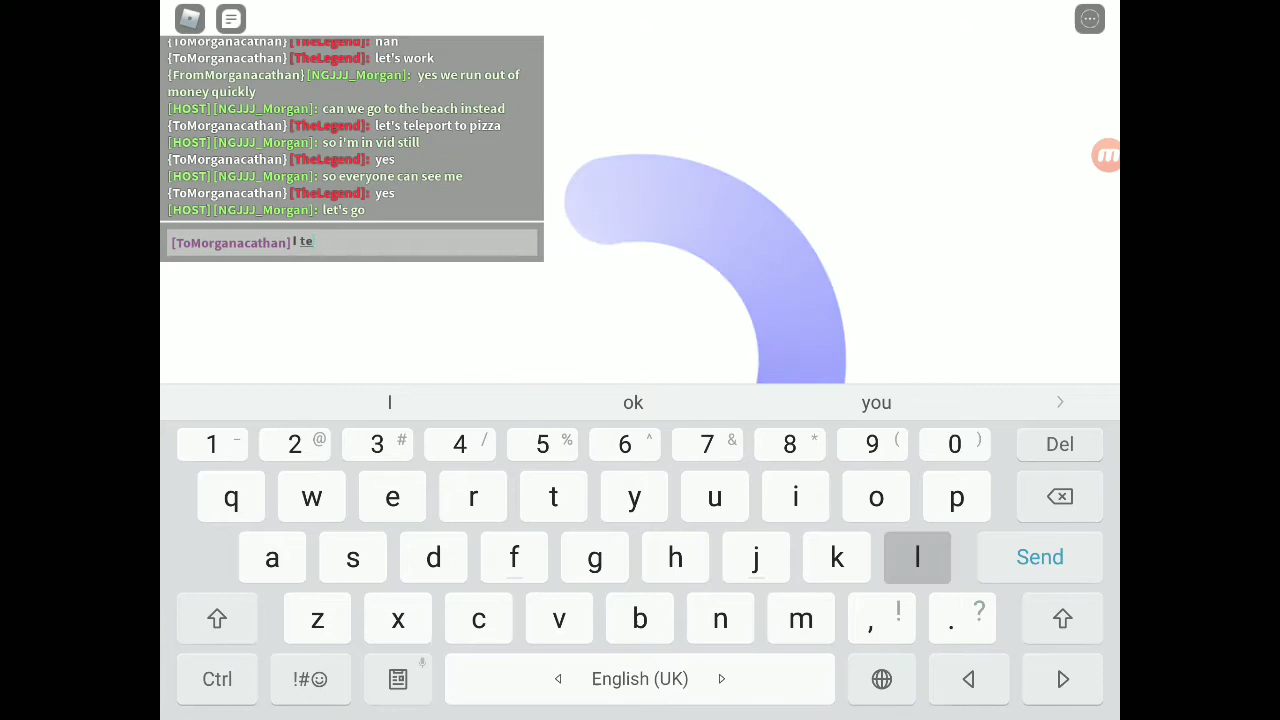 {ToMorganacathan} [TheLegend]: nah
{ToMorganacathan} [TheLegend]: let's work
{FromMorganacathan} [NGJJJ_Morgan]: yes we run out of
money quickly
[HOST] [NGJJJ_Morgan]: can we go to the beach instead
{ToMorganacathan} [TheLegend]: let's teleport to pizza
[HOST] [NGJJJ_Morgan]: so i'm in vid still
{ToMorganacathan} [TheLegend]: yes
[HOST] [NGJJJ_Morgan]: so everyone can see me
{ToMorganacathan} [TheLegend]: yes
[HOST] [NGJJJ_Morgan]: let's go
[ToMorganacathan] I te
I ok you
1 - 2 @ 3 # 4 / 5 % 6 ^ 7 & 8 * 9 ( 0 ) Del
q w e r t y u i o p
a s d f g h j k l Send
z x c v b n m , ! . ?
Ctrl !#☺ English (UK)